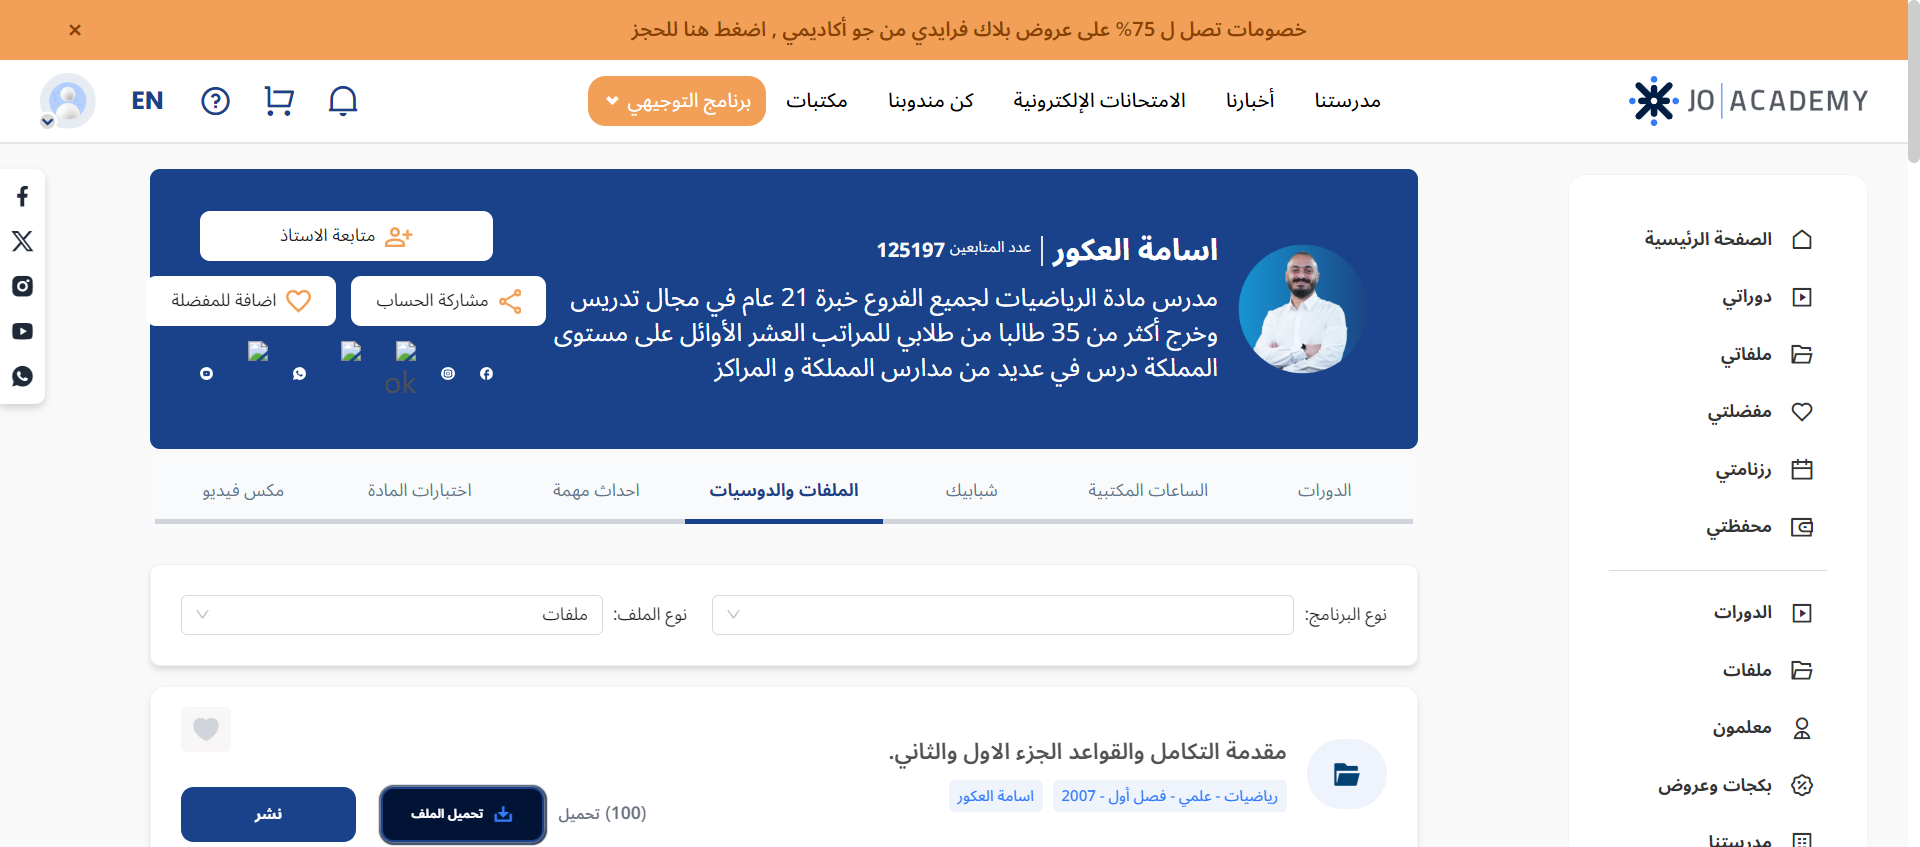 خصومات تصل ل 75% على عروض بلاك فرايدي من جو أكاديمي , اضغط هنا للحجز
JO ACADEMY
مدرستنا
أخبارنا
الامتحانات الإلكترونية
كن مندوبنا
مكتبات
برنامج التوجيهي
EN
الصفحة الرئيسية
دوراتي
ملفاتي
مفضلتي
رزنامتي
محفظتي
الدورات
ملفات
معلمون
بكجات وعروض
مدرستنا
اسامة العكور
عدد المتابعين 125197
مدرس مادة الرياضيات لجميع الفروع خبرة 21 عام في مجال تدريس
وخرج أكثر من 35 طالبا من طلابي للمراتب العشر الأوائل على مستوى
المملكة درس في عديد من مدارس المملكة و المراكز
متابعة الاستاذ
مشاركة الحساب
اضافة للمفضلة
ok
الدورات
الساعات المكتبية
شبابيك
الملفات والدوسيات
احداث مهمة
اختبارات المادة
مكس فيديو
نوع البرنامج:
نوع الملف:
ملفات
مقدمة التكامل والقواعد الجزء الاول والثاني.
رياضيات - علمي - فصل أول - 2007
اسامة العكور
(100) تحميل
تحميل الملف
نشر